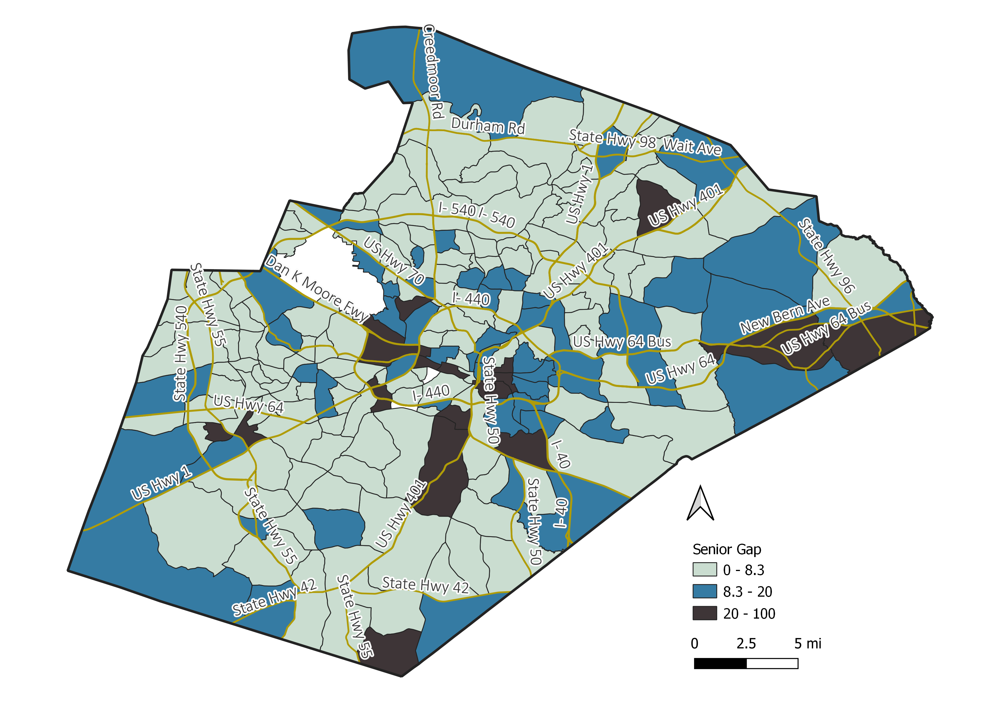 Creedmoor Rd
Durham Rd
State Hwy 98
Wait Ave
US Hwy 1
I- 540
I- 540
US Hwy 401
State Hwy 96
US Hwy 70
US Hwy 401
Dan K Moore Fwy
State Hwy 55
State Hwy 540
I- 440
New Bern Ave
US Hwy 64 Bus
US Hwy 64 Bus
US Hwy 64
State Hwy 50
I- 440
US Hwy 64
I- 40
US Hwy 1
State Hwy 55
US Hwy 401
State Hwy 50
I- 40
State Hwy 42
State Hwy 42
State Hwy 55
Senior Gap
0 - 8.3
8.3 - 20
20 - 100
0 2.5 5 mi